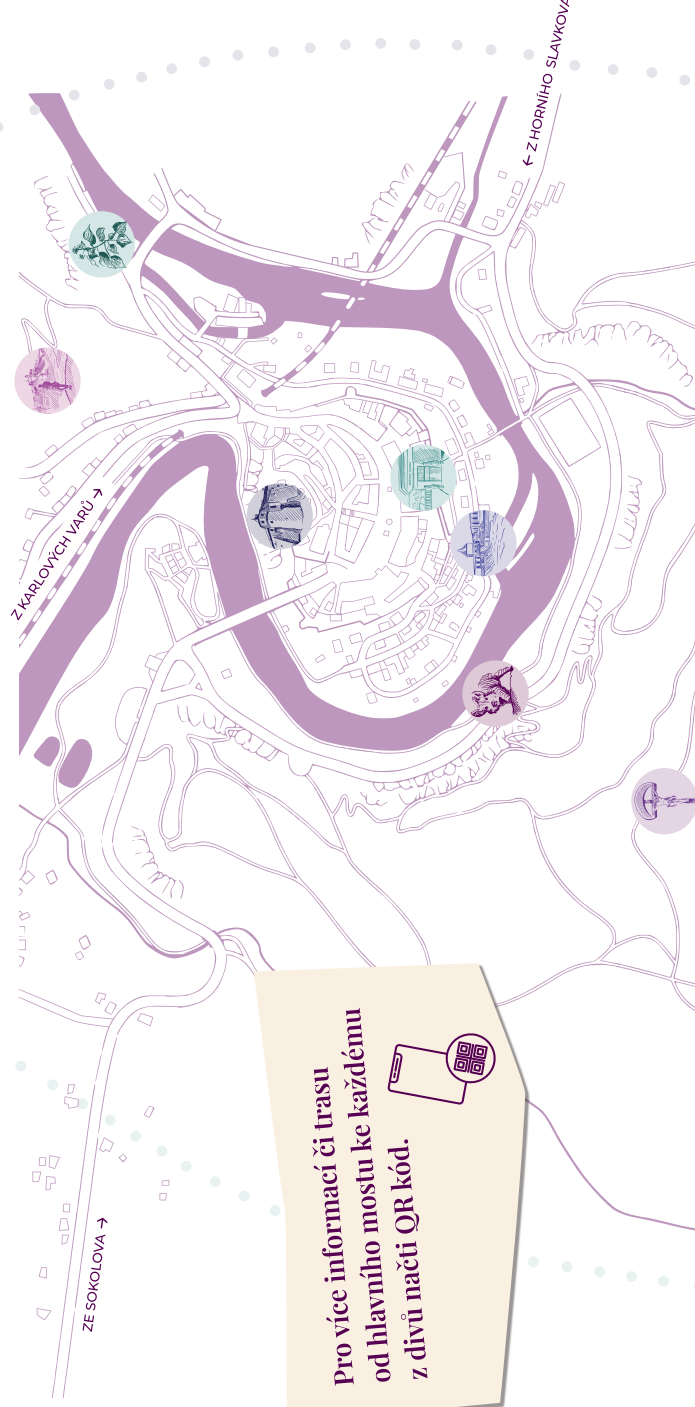 ← Z HORNÍHO SLAVKOVA
Z KARLOVÝCH VARŮ →
ZE SOKOLOVA →
Pro více informací či trasu
od hlavního mostu ke každému
z divů načti QR kód.